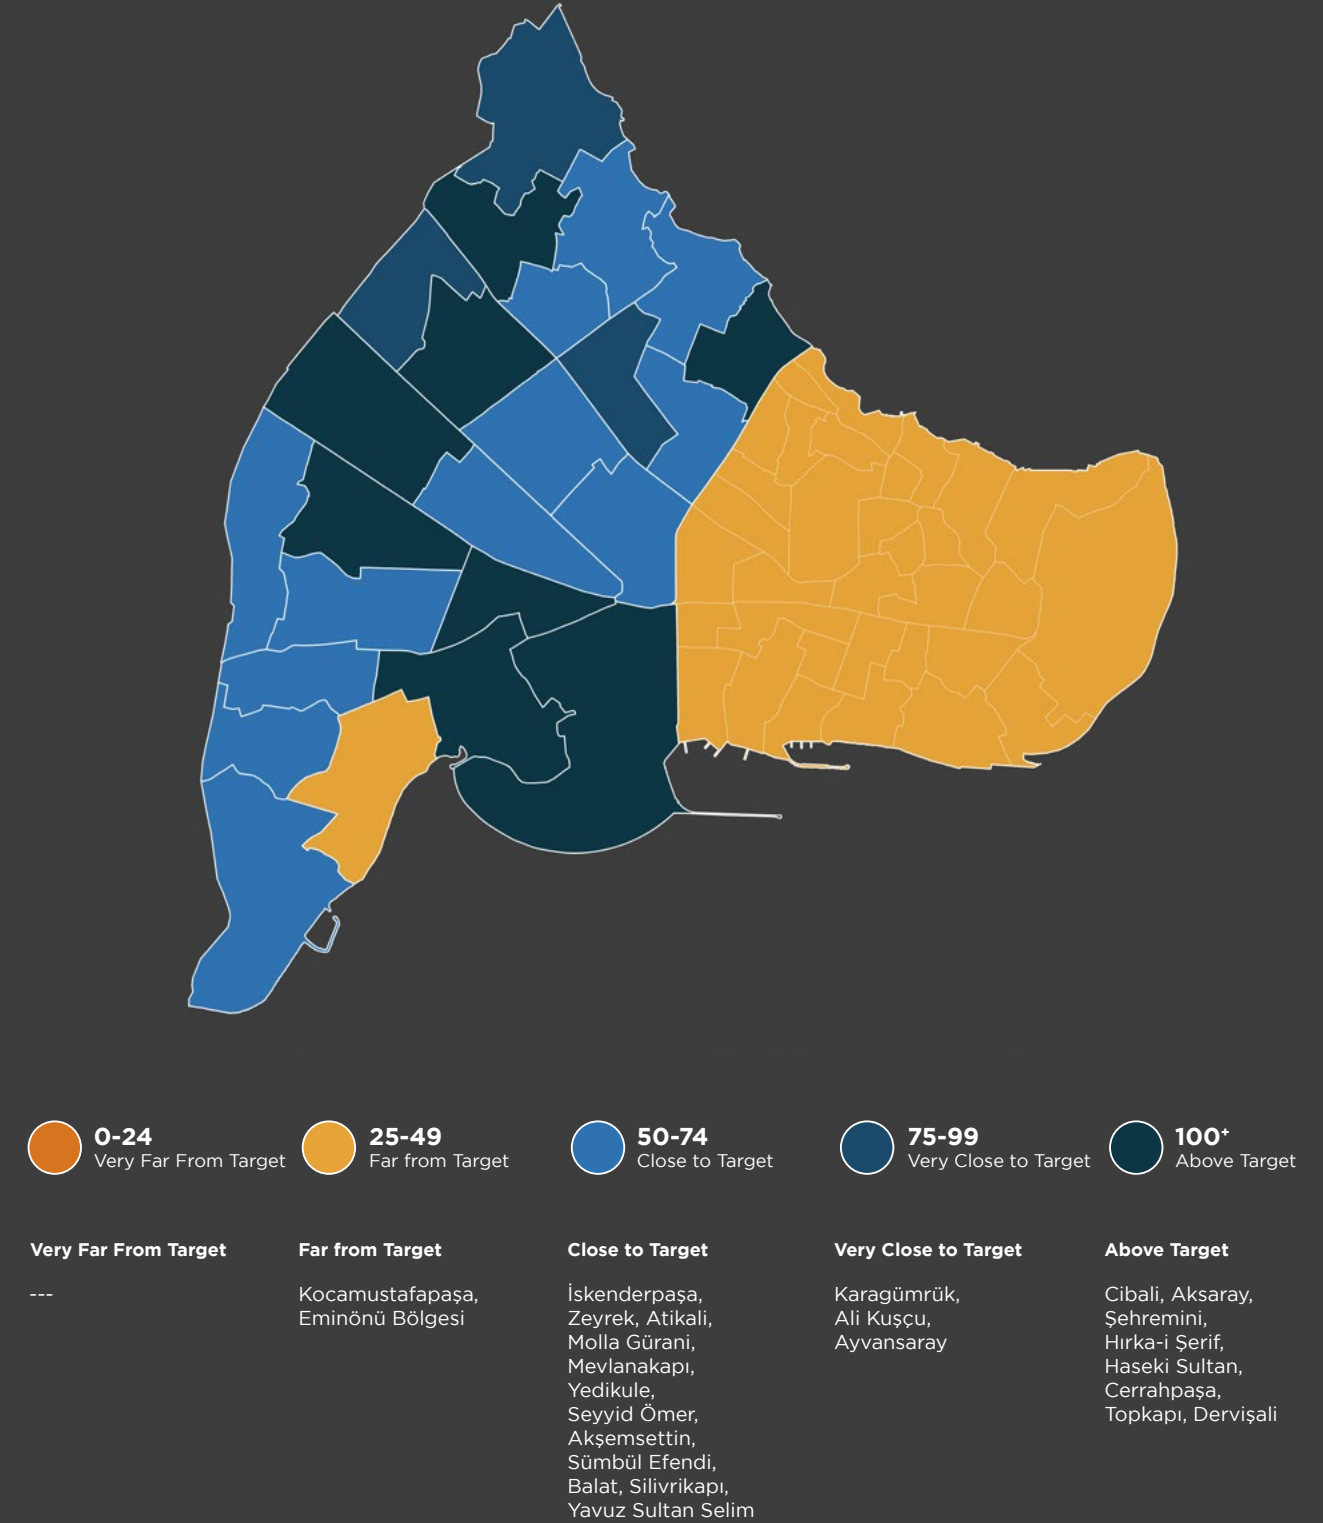 0-24
Very Far From Target
25-49
Far from Target
50-74
Close to Target
75-99
Very Close to Target
100+
Above Target
Very Far From Target
---
Far from Target
Kocamustafapaşa,
Eminönü Bölgesi
Close to Target
İskenderpaşa,
Zeyrek, Atikali,
Molla Gürani,
Mevlanakapı,
Yedikule,
Seyyid Ömer,
Akşemsettin,
Sümbül Efendi,
Balat, Silivrikapı,
Yavuz Sultan Selim
Very Close to Target
Karagümrük,
Ali Kuşçu,
Ayvansaray
Above Target
Cibali, Aksaray,
Şehremini,
Hırka-i Şerif,
Haseki Sultan,
Cerrahpaşa,
Topkapı, Dervişali